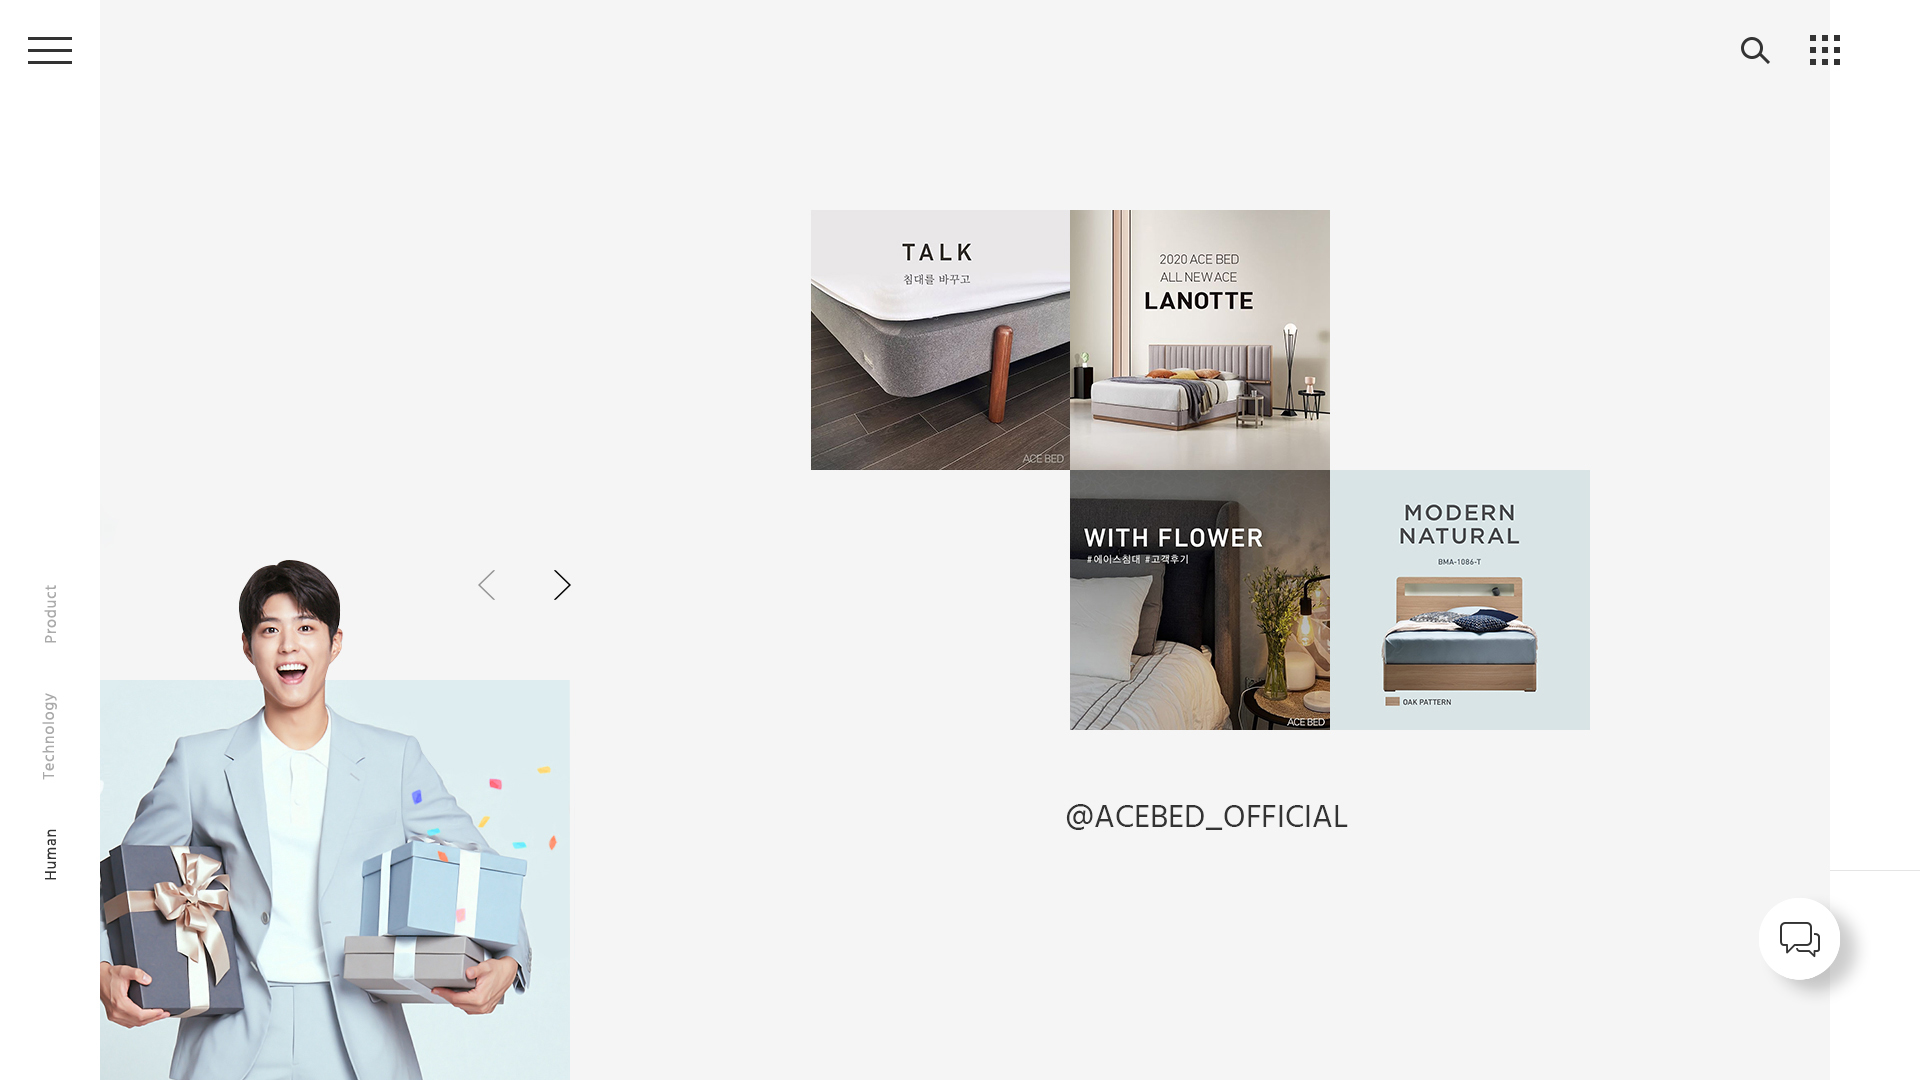 Product
Technology
Human
TALK
침대를 바꾸고
ACE BED
2020 ACE BED
ALL NEW ACE
LANOTTE
WITH FLOWER
#에이스침대 #고객후기
ACE BED
MODERN
NATURAL
BMA-1086-T
OAK PATTERN
@ACEBED_OFFICIAL